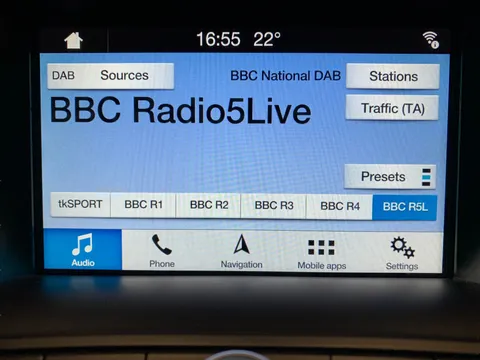 16:55 22°
DAB Sources BBC National DAB Stations
BBC Radio5Live
Traffic (TA)
Presets
tkSPORT BBC R1 BBC R2 BBC R3 BBC R4 BBC R5L
Audio Phone Navigation Mobile apps Settings